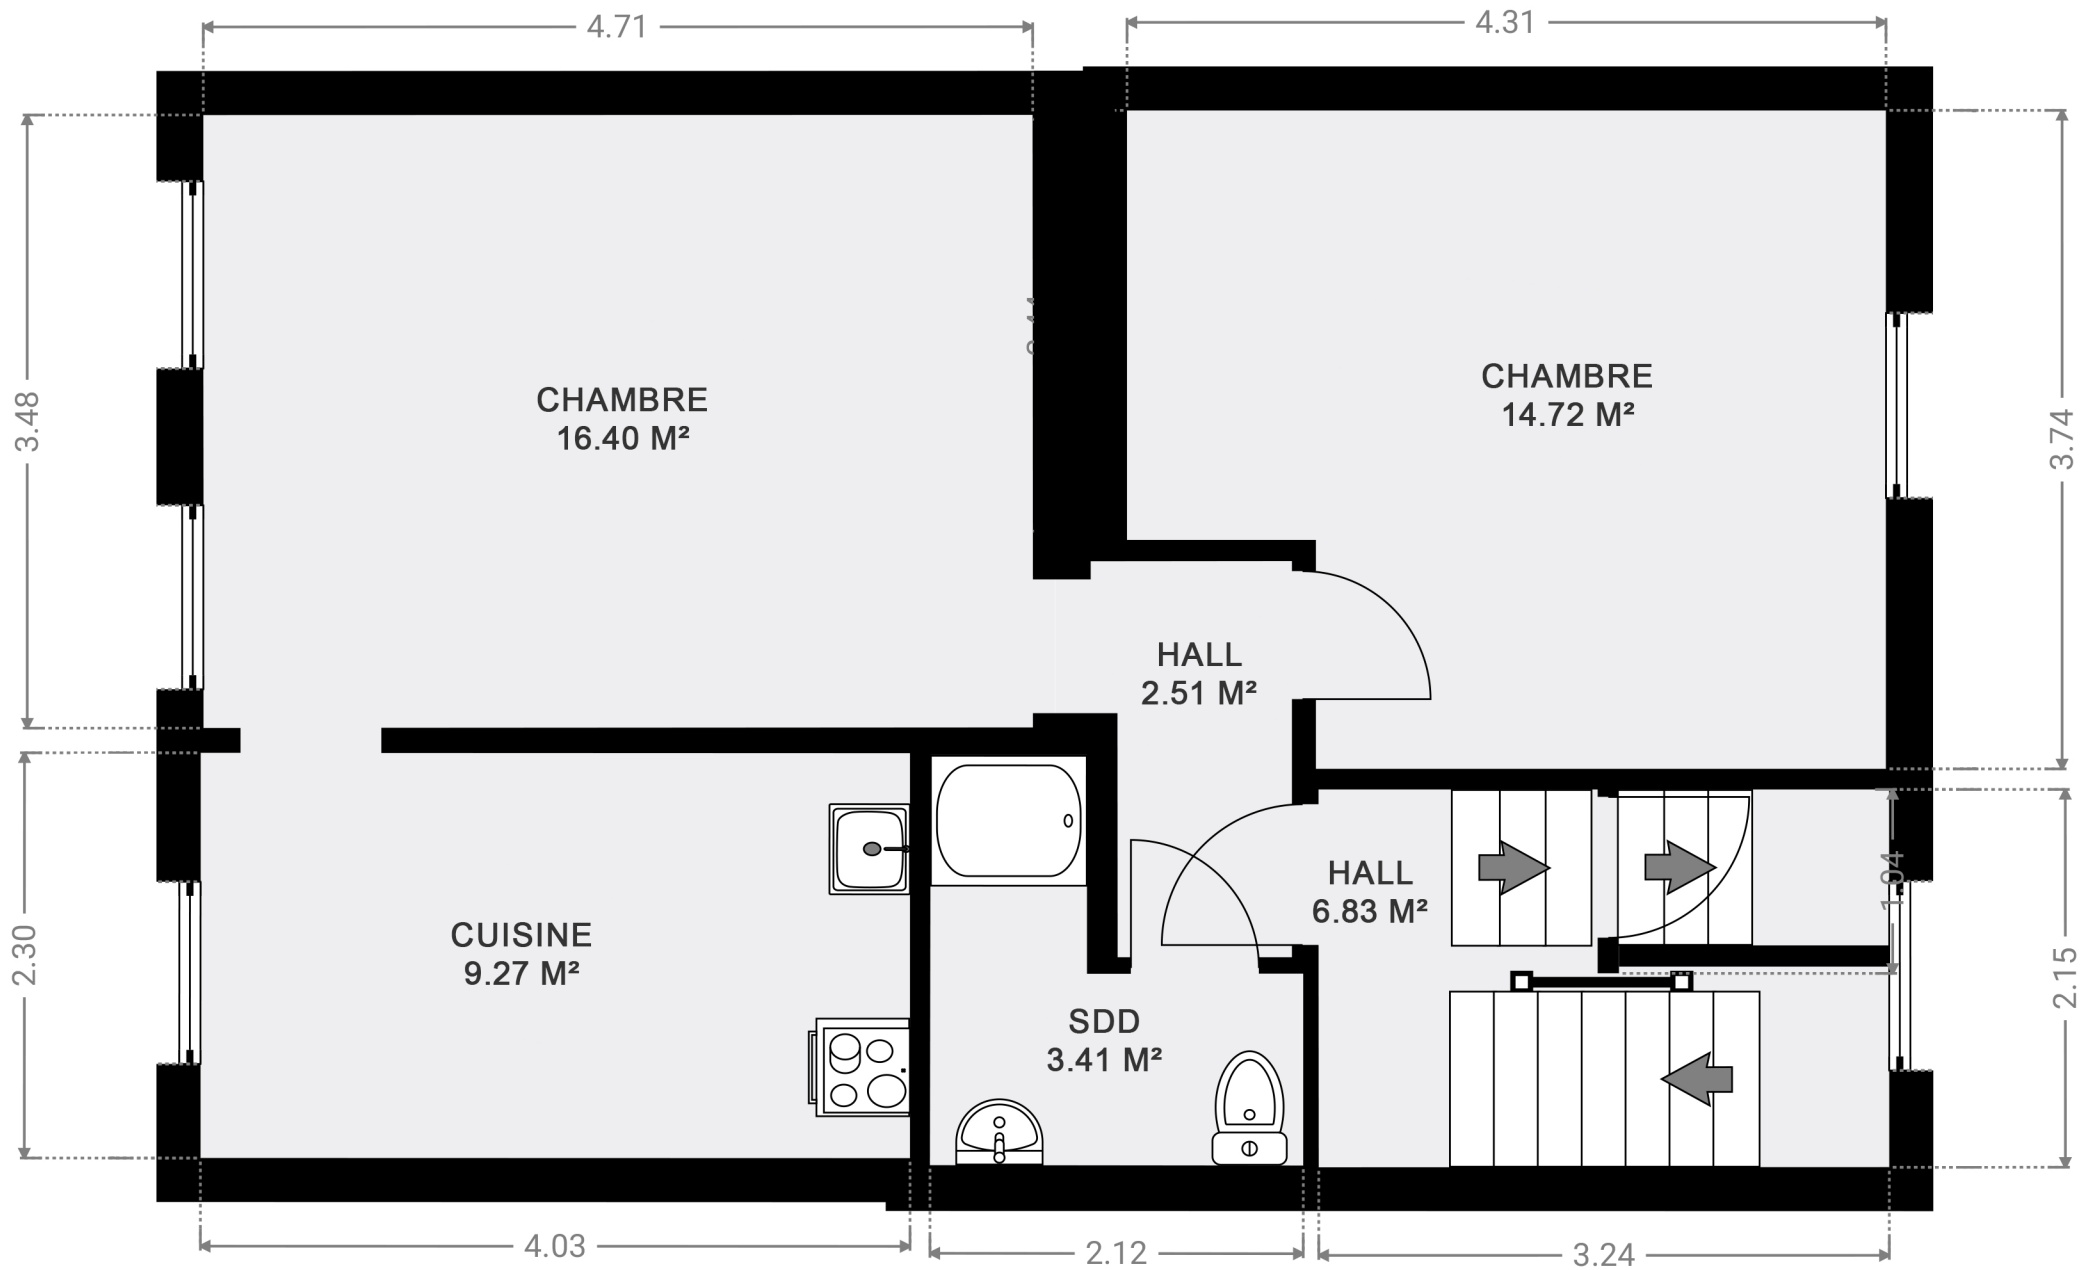 4.71
4.31
3.48
CHAMBRE
16.40 M²
CHAMBRE
14.72 M²
3.74
HALL
2.51 M²
HALL
6.83 M²
1.04
2.30
CUISINE
9.27 M²
SDD
3.41 M²
2.15
4.03
2.12
3.24